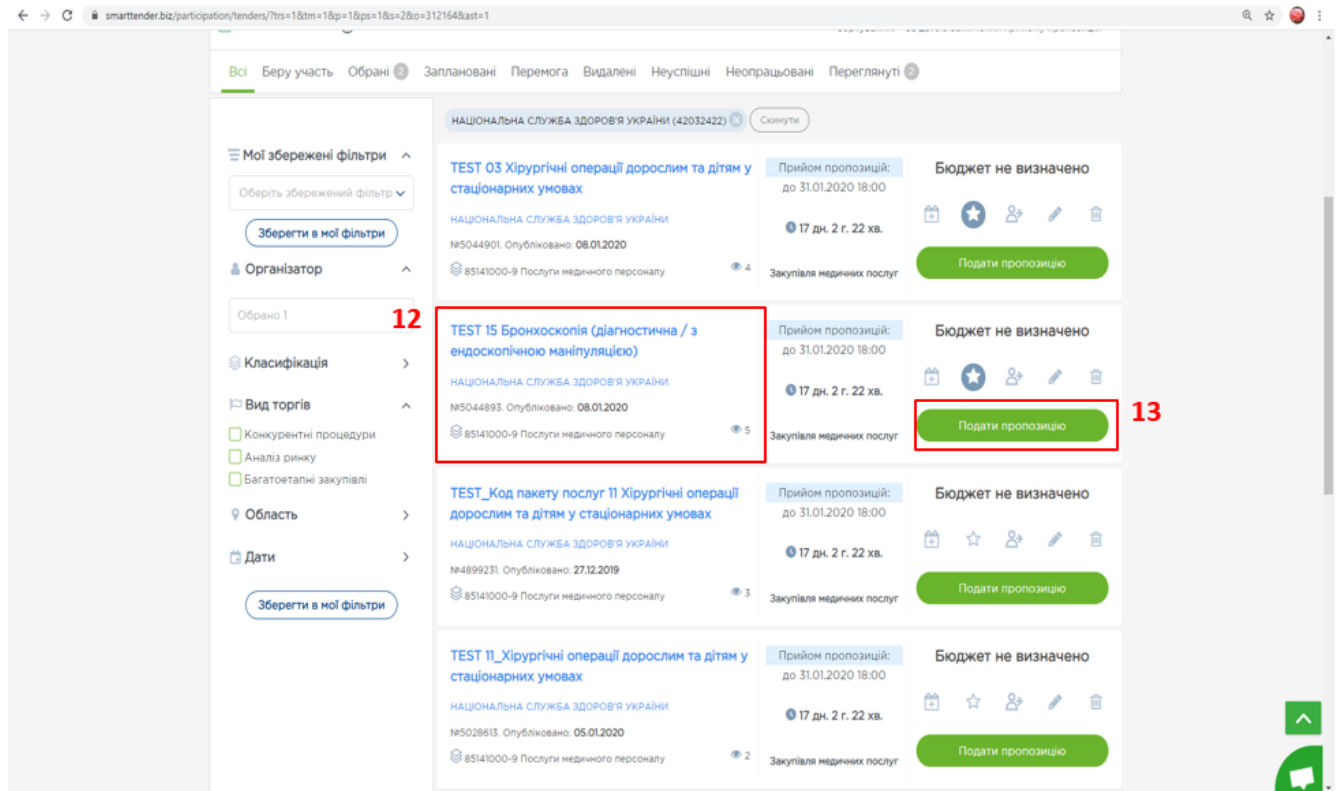 smarttender.biz/participation/tenders/?trs=1&tm=1&p=1&ps=1&s=2&o=312164&ast=1
Всі Беру участь Обрані 2 Заплановані Перемога Видалені Неуспішні Неопрацьовані Переглянуті 2
НАЦІОНАЛЬНА СЛУЖБА ЗДОРОВ'Я УКРАЇНИ (42032422) Скинути
Мої збережені фільтри
Оберіть збережений фільтр
Зберегти в мої фільтри
Організатор
Обрано 1
Класифікація
Вид торгів
Конкурентні процедури
Аналіз ринку
Багатоетапні закупівлі
Область
Дати
Зберегти в мої фільтри
TEST 03 Хірургічні операції дорослим та дітям у
стаціонарних умовах
НАЦІОНАЛЬНА СЛУЖБА ЗДОРОВ'Я УКРАЇНИ
№5044901. Опубліковано: 08.01.2020
85141000-9 Послуги медичного персоналу 4
Прийом пропозицій:
до 31.01.2020 18:00
17 дн. 2 г. 22 хв.
Закупівля медичних послуг
Бюджет не визначено
Подати пропозицію
12
TEST 15 Бронхоскопія (діагностична / з
ендоскопічною маніпуляцією)
НАЦІОНАЛЬНА СЛУЖБА ЗДОРОВ'Я УКРАЇНИ
№5044893. Опубліковано: 08.01.2020
85141000-9 Послуги медичного персоналу 5
Прийом пропозицій:
до 31.01.2020 18:00
17 дн. 2 г. 22 хв.
Закупівля медичних послуг
Бюджет не визначено
Подати пропозицію
13
TEST_Код пакету послуг 11 Хірургічні операції
дорослим та дітям у стаціонарних умовах
НАЦІОНАЛЬНА СЛУЖБА ЗДОРОВ'Я УКРАЇНИ
№4899231. Опубліковано: 27.12.2019
85141000-9 Послуги медичного персоналу 3
Прийом пропозицій:
до 31.01.2020 18:00
17 дн. 2 г. 22 хв.
Закупівля медичних послуг
Бюджет не визначено
Подати пропозицію
TEST 11_Хірургічні операції дорослим та дітям у
стаціонарних умовах
НАЦІОНАЛЬНА СЛУЖБА ЗДОРОВ'Я УКРАЇНИ
№5028613. Опубліковано: 05.01.2020
85141000-9 Послуги медичного персоналу 2
Прийом пропозицій:
до 31.01.2020 18:00
17 дн. 2 г. 22 хв.
Закупівля медичних послуг
Бюджет не визначено
Подати пропозицію